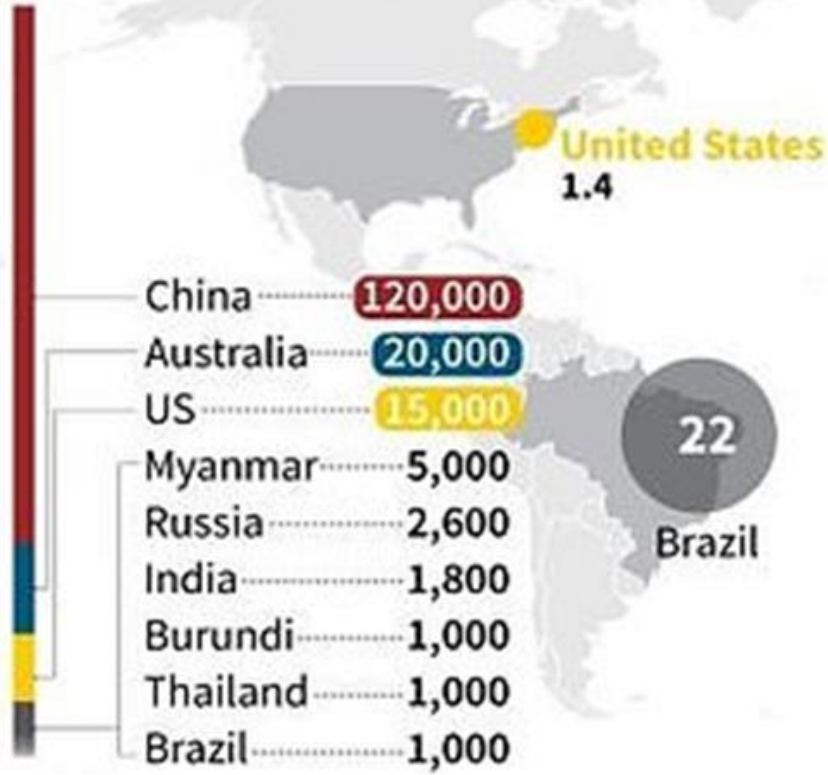 United States
1.4
China 120,000
Australia 20,000
US 15,000
Myanmar 5,000
22
Russia 2,600
Brazil
India 1,800
Burundi 1,000
Thailand 1,000
Brazil 1,000